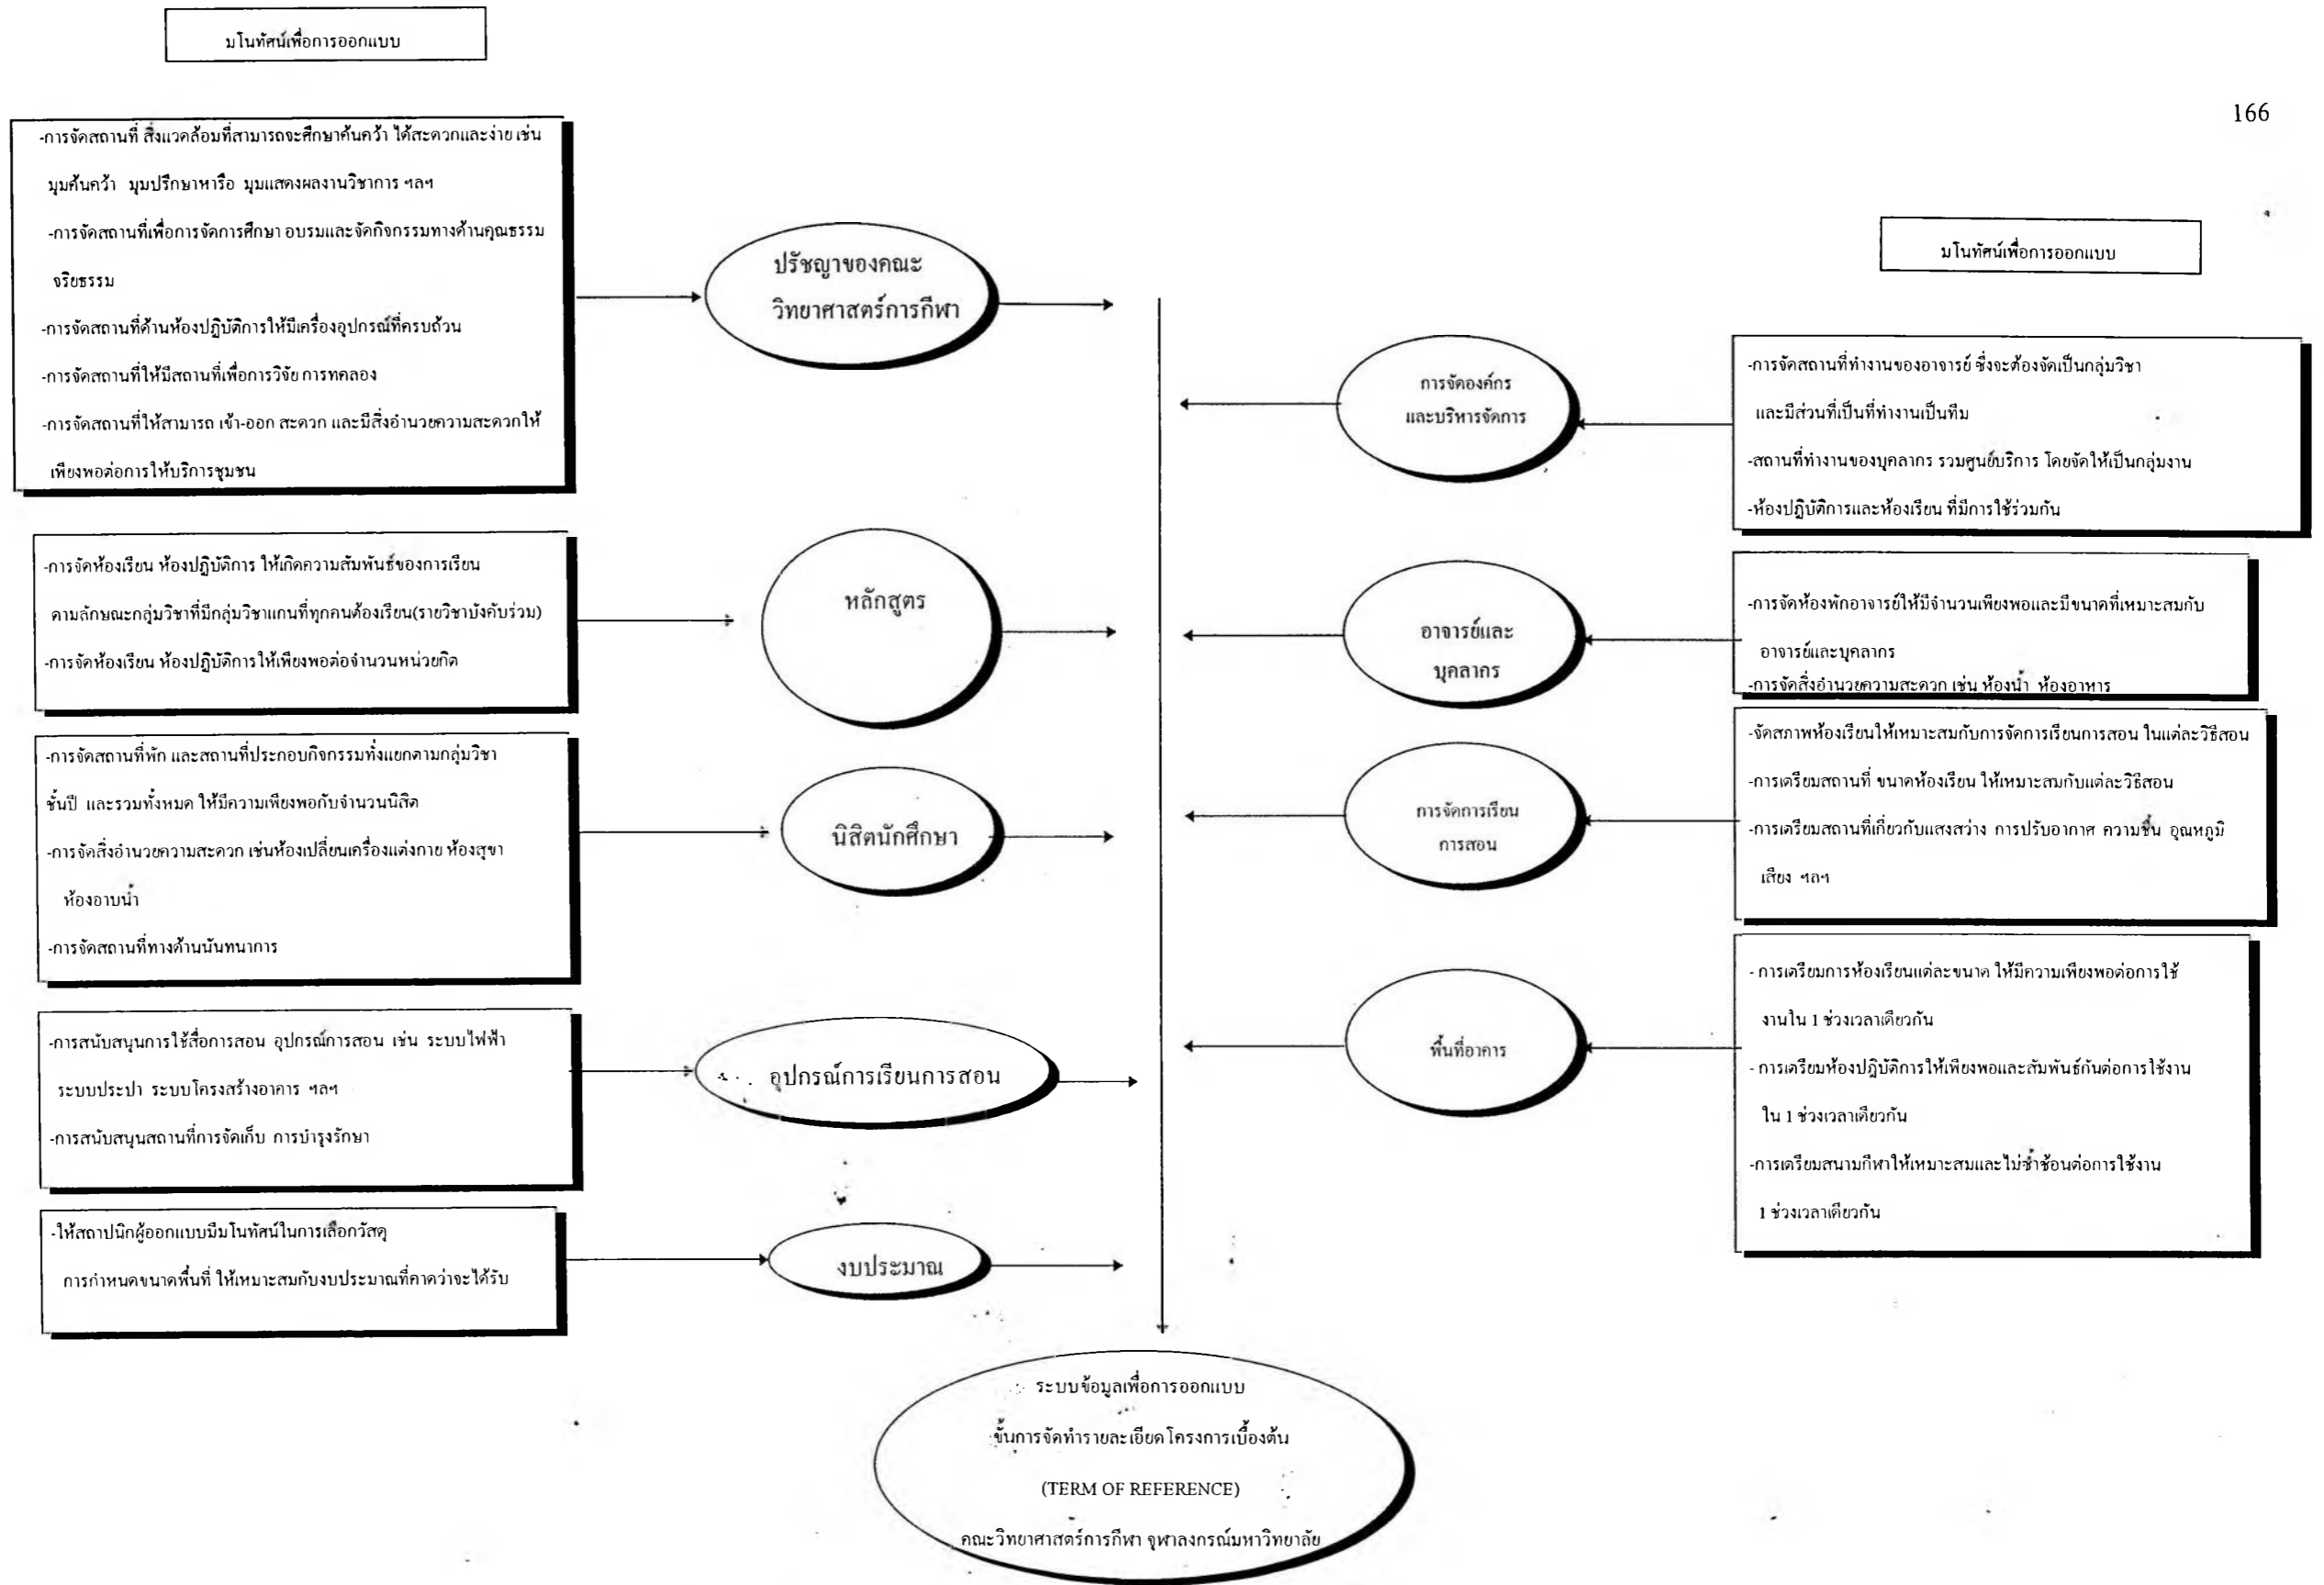 มโนทัศน์เพื่อการออกแบบ
166
-การจัดสถานที่ สิ่งแวดล้อมที่สามารถจะศึกษาค้นคว้า ได้สะดวกและง่าย เช่น
มุมค้นคว้า มุมปรึกษาหารือ มุมแสดงผลงานวิชาการ ฯลฯ
-การจัดสถานที่เพื่อการจัดการศึกษา อบรมและจัดกิจกรรมทางด้านคุณธรรม
จริยธรรม
-การจัดสถานที่ด้านห้องปฏิบัติการให้มีเครื่องอุปกรณ์ที่ครบถ้วน
-การจัดสถานที่ให้มีสถานที่เพื่อการวิจัย การทดลอง
-การจัดสถานที่ให้สามารถ เข้า-ออก สะดวก และมีสิ่งอำนวยความสะดวกให้
เพียงพอต่อการให้บริการชุมชน
ปรัชญาของคณะ
วิทยาศาสตร์การกีฬา
-การจัดห้องเรียน ห้องปฏิบัติการ ให้เกิดความสัมพันธ์ของการเรียน
ตามลักษณะกลุ่มวิชาที่มีกลุ่มวิชาแกนที่ทุกคนต้องเรียน(รายวิชาบังคับร่วม)
-การจัดห้องเรียน ห้องปฏิบัติการให้เพียงพอต่อจำนวนหน่วยกิต
หลักสูตร
-การจัดสถานที่พัก และสถานที่ประกอบกิจกรรมทั้งแยกตามกลุ่มวิชา
ชั้นปี และรวมทั้งหมด ให้มีความเพียงพอกับจำนวนนิสิต
-การจัดสิ่งอำนวยความสะดวก เช่นห้องเปลี่ยนเครื่องแต่งกาย ห้องสุขา
ห้องอาบน้ำ
-การจัดสถานที่ทางด้านนันทนาการ
นิสิตนักศึกษา
-การสนับสนุนการใช้สื่อการสอน อุปกรณ์การสอน เช่น ระบบไฟฟ้า
ระบบประปา ระบบโครงสร้างอาคาร ฯลฯ
-การสนับสนุนสถานที่การจัดเก็บ การบำรุงรักษา
อุปกรณ์การเรียนการสอน
-ให้สถาปนิกผู้ออกแบบมีมโนทัศน์ในการเลือกวัสดุ
การกำหนดขนาดพื้นที่ ให้เหมาะสมกับงบประมาณที่คาดว่าจะได้รับ
งบประมาณ
มโนทัศน์เพื่อการออกแบบ
การจัดองค์กร
และบริหารจัดการ
-การจัดสถานที่ทำงานของอาจารย์ ซึ่งจะต้องจัดเป็นกลุ่มวิชา
และมีส่วนที่เป็นที่ทำงานเป็นทีม
-สถานที่ทำงานของบุคลากร รวมศูนย์บริการ โดยจัดให้เป็นกลุ่มงาน
-ห้องปฏิบัติการและห้องเรียน ที่มีการใช้ร่วมกัน
อาจารย์และ
บุคลากร
-การจัดห้องพักอาจารย์ให้มีจำนวนเพียงพอและมีขนาดที่เหมาะสมกับ
อาจารย์และบุคลากร
-การจัดสิ่งอำนวยความสะดวก เช่น ห้องน้ำ ห้องอาหาร
การจัดการเรียน
การสอน
-จัดสภาพห้องเรียนให้เหมาะสมกับการจัดการเรียนการสอน ในแต่ละวิธีสอน
-การเตรียมสถานที่ ขนาดห้องเรียน ให้เหมาะสมกับแต่ละวิธีสอน
-การเตรียมสถานที่เกี่ยวกับแสงสว่าง การปรับอากาศ ความชื้น อุณหภูมิ
เสียง ฯลฯ
พื้นที่อาคาร
- การเตรียมการห้องเรียนแต่ละขนาด ให้มีความเพียงพอต่อการใช้
งานใน 1 ช่วงเวลาเดียวกัน
- การเตรียมห้องปฏิบัติการให้เพียงพอและสัมพันธ์กันต่อการใช้งาน
ใน 1 ช่วงเวลาเดียวกัน
-การเตรียมสนามกีฬาให้เหมาะสมและไม่ซ้ำซ้อนต่อการใช้งาน
1 ช่วงเวลาเดียวกัน
ระบบข้อมูลเพื่อการออกแบบ
ขั้นการจัดทำรายละเอียดโครงการเบื้องต้น
(TERM OF REFERENCE)
คณะวิทยาศาสตร์การกีฬา จุฬาลงกรณ์มหาวิทยาลัย